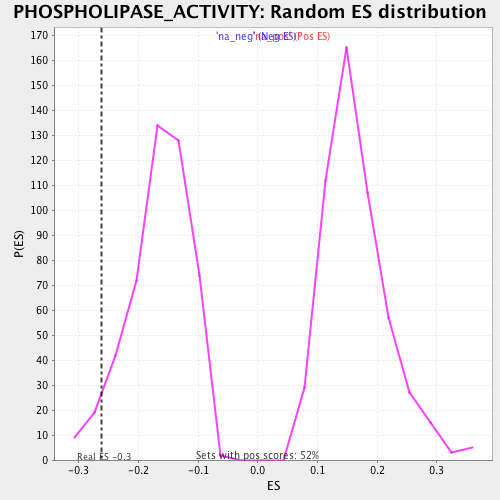 PHOSPHOLIPASE_ACTIVITY: Random ES distribution
'na_neg' (Neg ES) 'na_pos' (Pos ES)
170
160
150
140
130
120
110
100
90
80
70
60
50
40
30
20
10
0
P(ES)
Real ES -0.3
Sets with pos scores: 52%
-0.3 -0.2 -0.1 0.0 0.1 0.2 0.3
ES